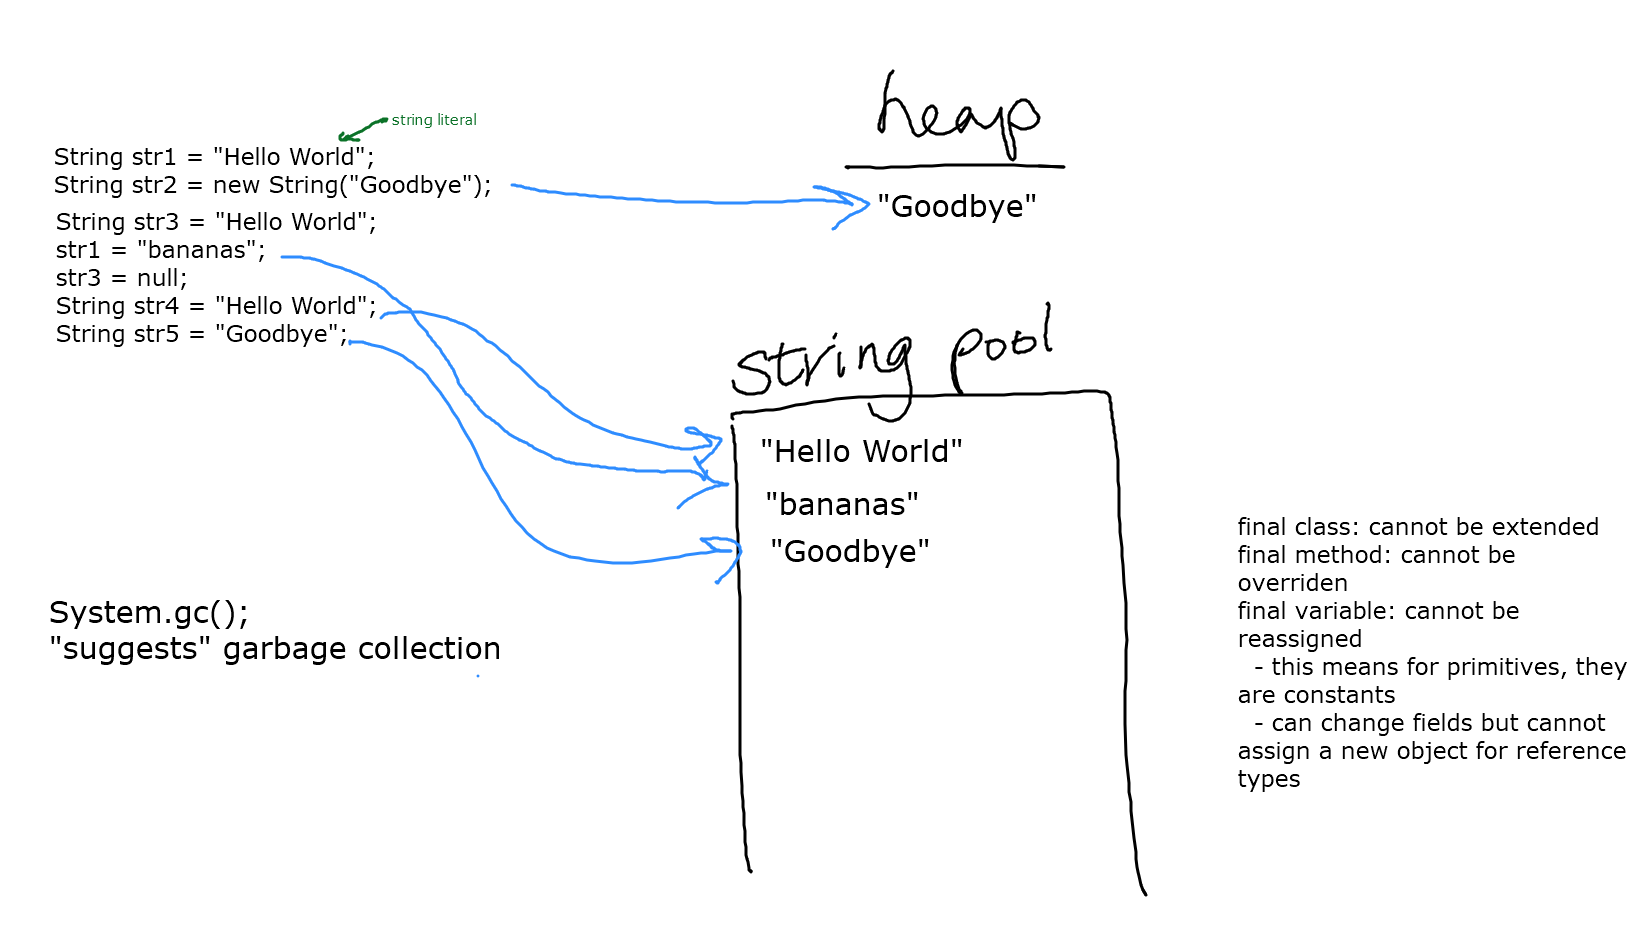 string literal
String str1 = "Hello World";
String str2 = new String("Goodbye");
String str3 = "Hello World";
str1 = "bananas";
str3 = null;
String str4 = "Hello World";
String str5 = "Goodbye";
System.gc();
"suggests" garbage collection
heap
"Goodbye"
string pool
"Hello World"
"bananas"
"Goodbye"
final class: cannot be extended
final method: cannot be
overriden
final variable: cannot be
reassigned
- this means for primitives, they
are constants
- can change fields but cannot
assign a new object for reference
types